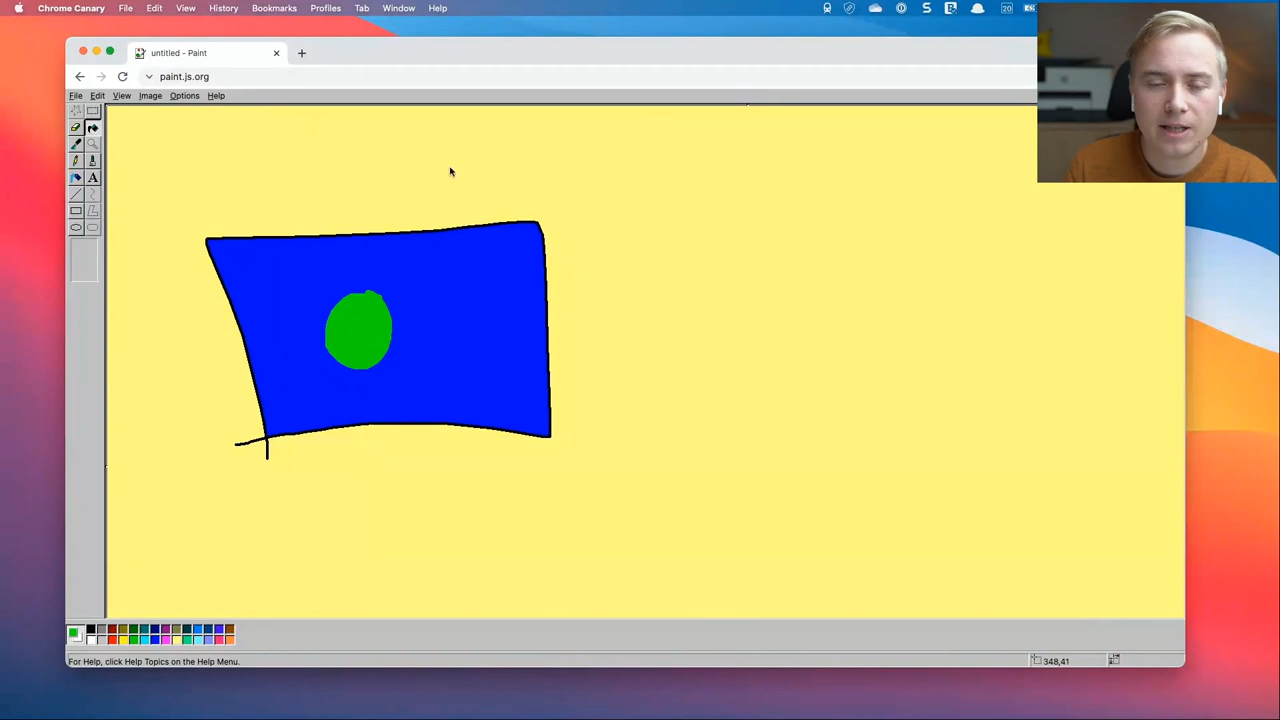 Chrome Canary File Edit View History Bookmarks Profiles Tab Window Help 20
untitled - Paint
paint.js.org
File Edit View Image Options Help
A
For Help, click Help Topics on the Help Menu. 348,41